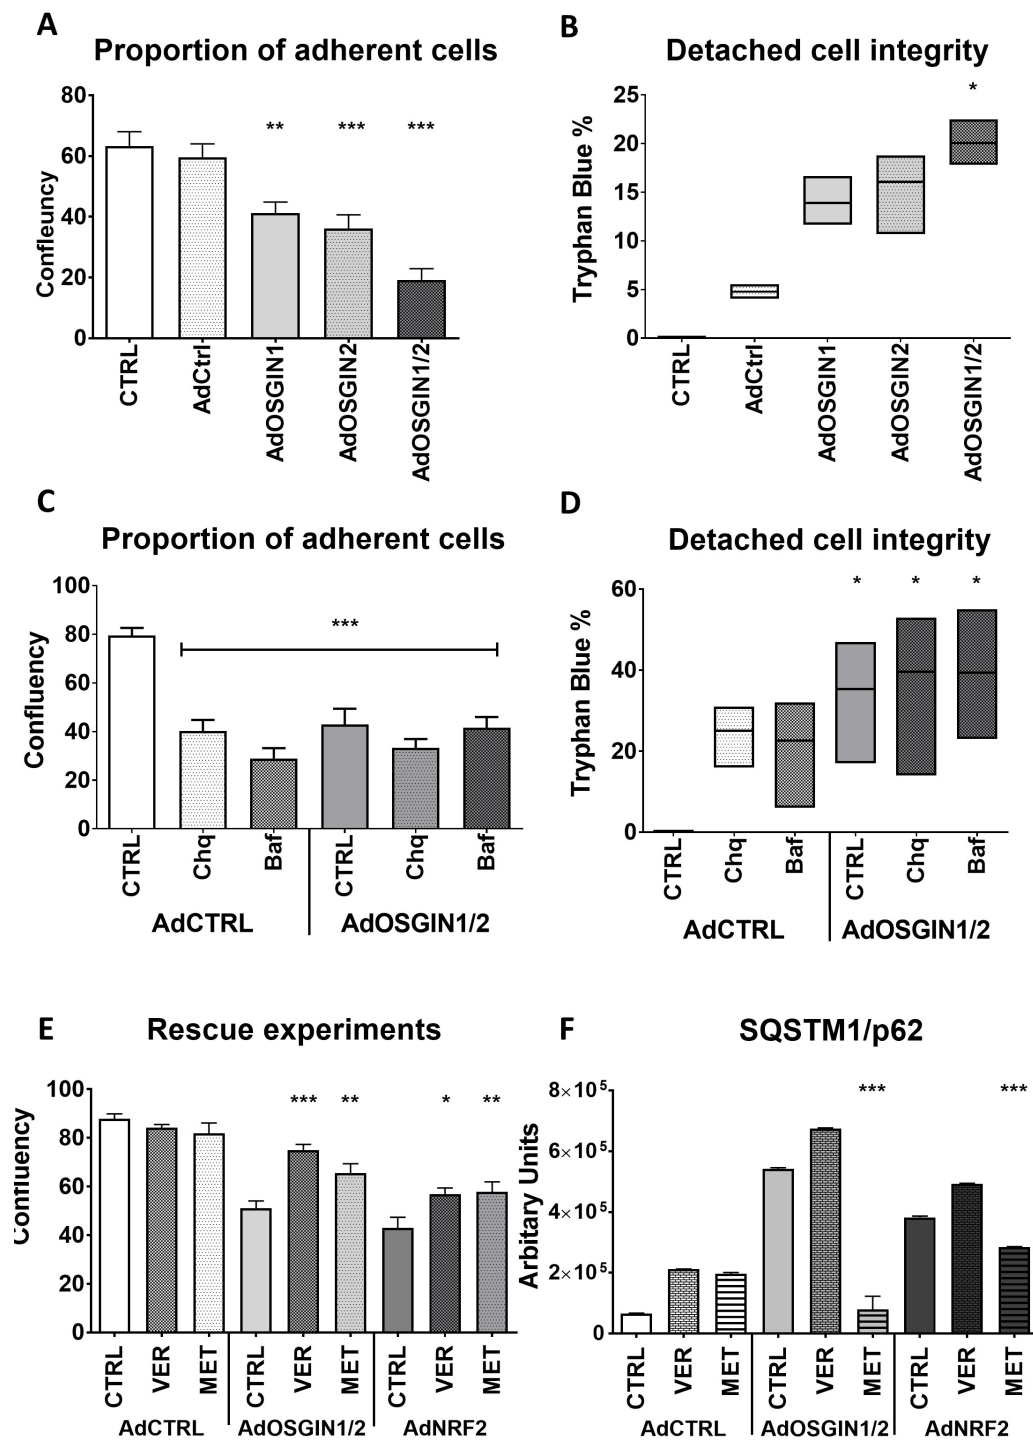 A
Proportion of adherent cells
80
60
40
20
0
Confleuncy
** *** ***
CTRL
AdCtrl
AdOSGIN1
AdOSGIN2
AdOSGIN1/2
B
Detached cell integrity
25
20
15
10
5
0
Tryphan Blue %
*
CTRL
AdCtrl
AdOSGIN1
AdOSGIN2
AdOSGIN1/2
C
Proportion of adherent cells
100
80
60
40
20
0
Confluency
***
CTRL
Chq
Baf
CTRL
Chq
Baf
AdCTRL AdOSGIN1/2
D
Detached cell integrity
60
40
20
0
Tryphan Blue %
* * *
CTRL
Chq
Baf
CTRL
Chq
Baf
AdCTRL AdOSGIN1/2
E
Rescue experiments
100
80
60
40
20
0
Confluency
*** ** * **
CTRL
VER
MET
CTRL
VER
MET
CTRL
VER
MET
AdCTRL AdOSGIN1/2 AdNRF2
F
SQSTM1/p62
8×10⁵
6×10⁵
4×10⁵
2×10⁵
0
Arbitary Units
*** ***
CTRL
VER
MET
CTRL
VER
MET
CTRL
VER
MET
AdCTRL AdOSGIN1/2 AdNRF2